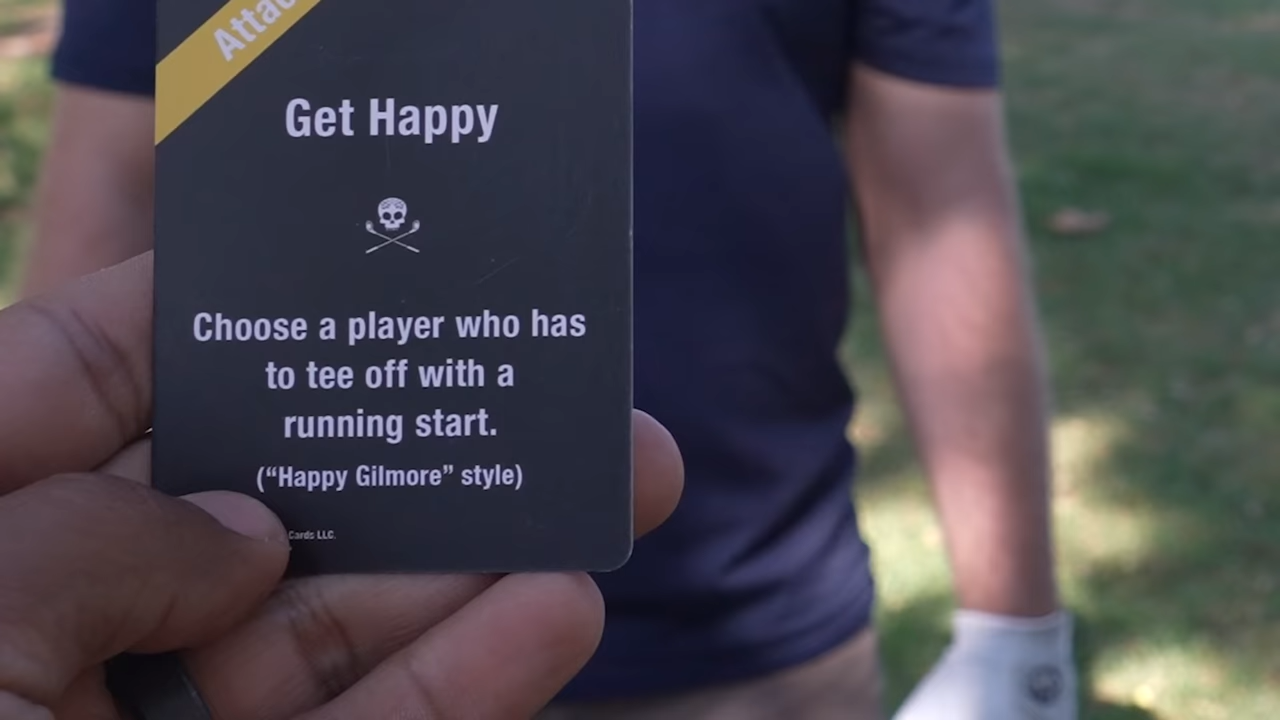 Get Happy
Choose a player who has
to tee off with a
running start.
("Happy Gilmore" style)
Cards LLC.